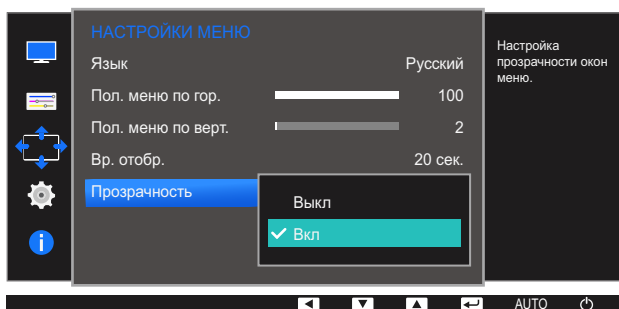 НАСТРОЙКИ МЕНЮ
Язык Русский
Пол. меню по гор. 100
Пол. меню по верт. 2
Вр. отобр. 20 сек.
Прозрачность
Выкл
Вкл
Настройка
прозрачности окон
меню.
AUTO